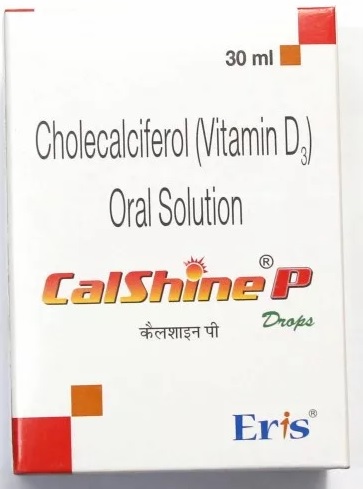 30 ml
Cholecalciferol (Vitamin D₃)
Oral Solution
CalShine® P
Drops
कैलशाइन पी
Eris®